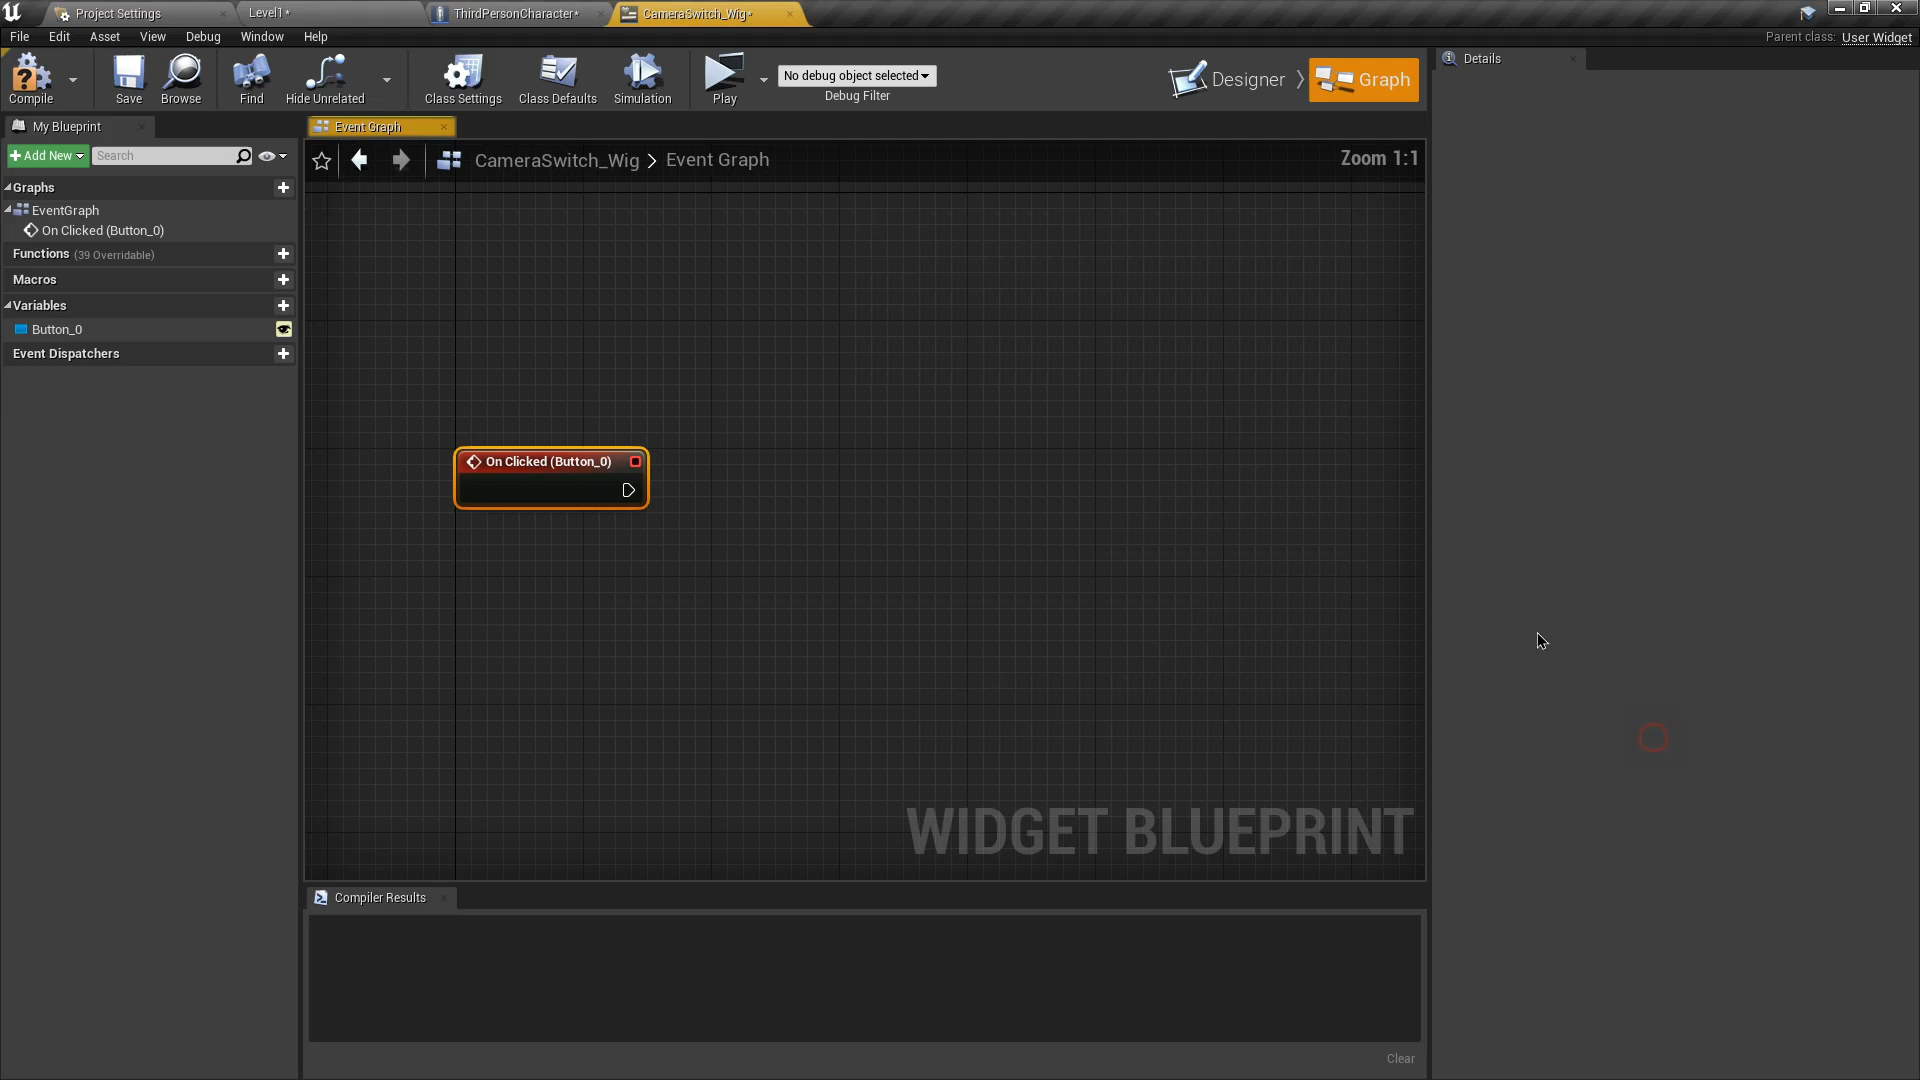 Project Settings
Level1*
ThirdPersonCharacter*
CameraSwitch_Wig*
File Edit Asset View Debug Window Help
Parent class: User Widget
Compile
Save
Browse
Find
Hide Unrelated
Class Settings
Class Defaults
Simulation
Play
No debug object selected
Debug Filter
Designer
Graph
Details
My Blueprint
Add New
Search
Graphs
EventGraph
On Clicked (Button_0)
Functions (39 Overridable)
Macros
Variables
Button_0
Event Dispatchers
Event Graph
CameraSwitch_Wig > Event Graph
Zoom 1:1
On Clicked (Button_0)
WIDGET BLUEPRINT
Compiler Results
Clear